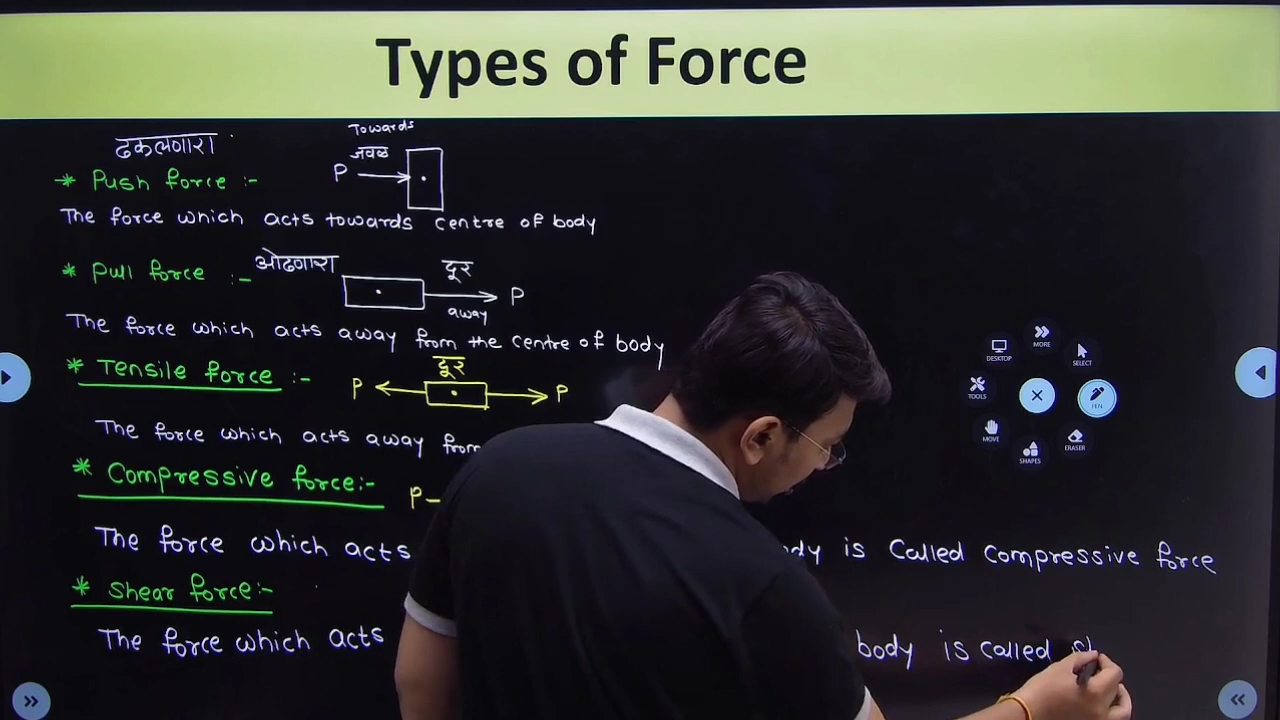 Types of Force
ढकलणारा
Towards
जवळ
* Push force :-
P
The force which acts towards centre of body
* Pull force :-
ओढणारा
दूर
P
away
The force which acts away from the centre of body
* Tensile force :-
दूर
P
P
The force which acts away from
* Compressive force:-
P
The force which acts
is Called compressive force
* Shear force:-
The force which acts
body is called
MORE
DESKTOP
SELECT
TOOLS
PEN
MOVE
ERASER
SHAPES